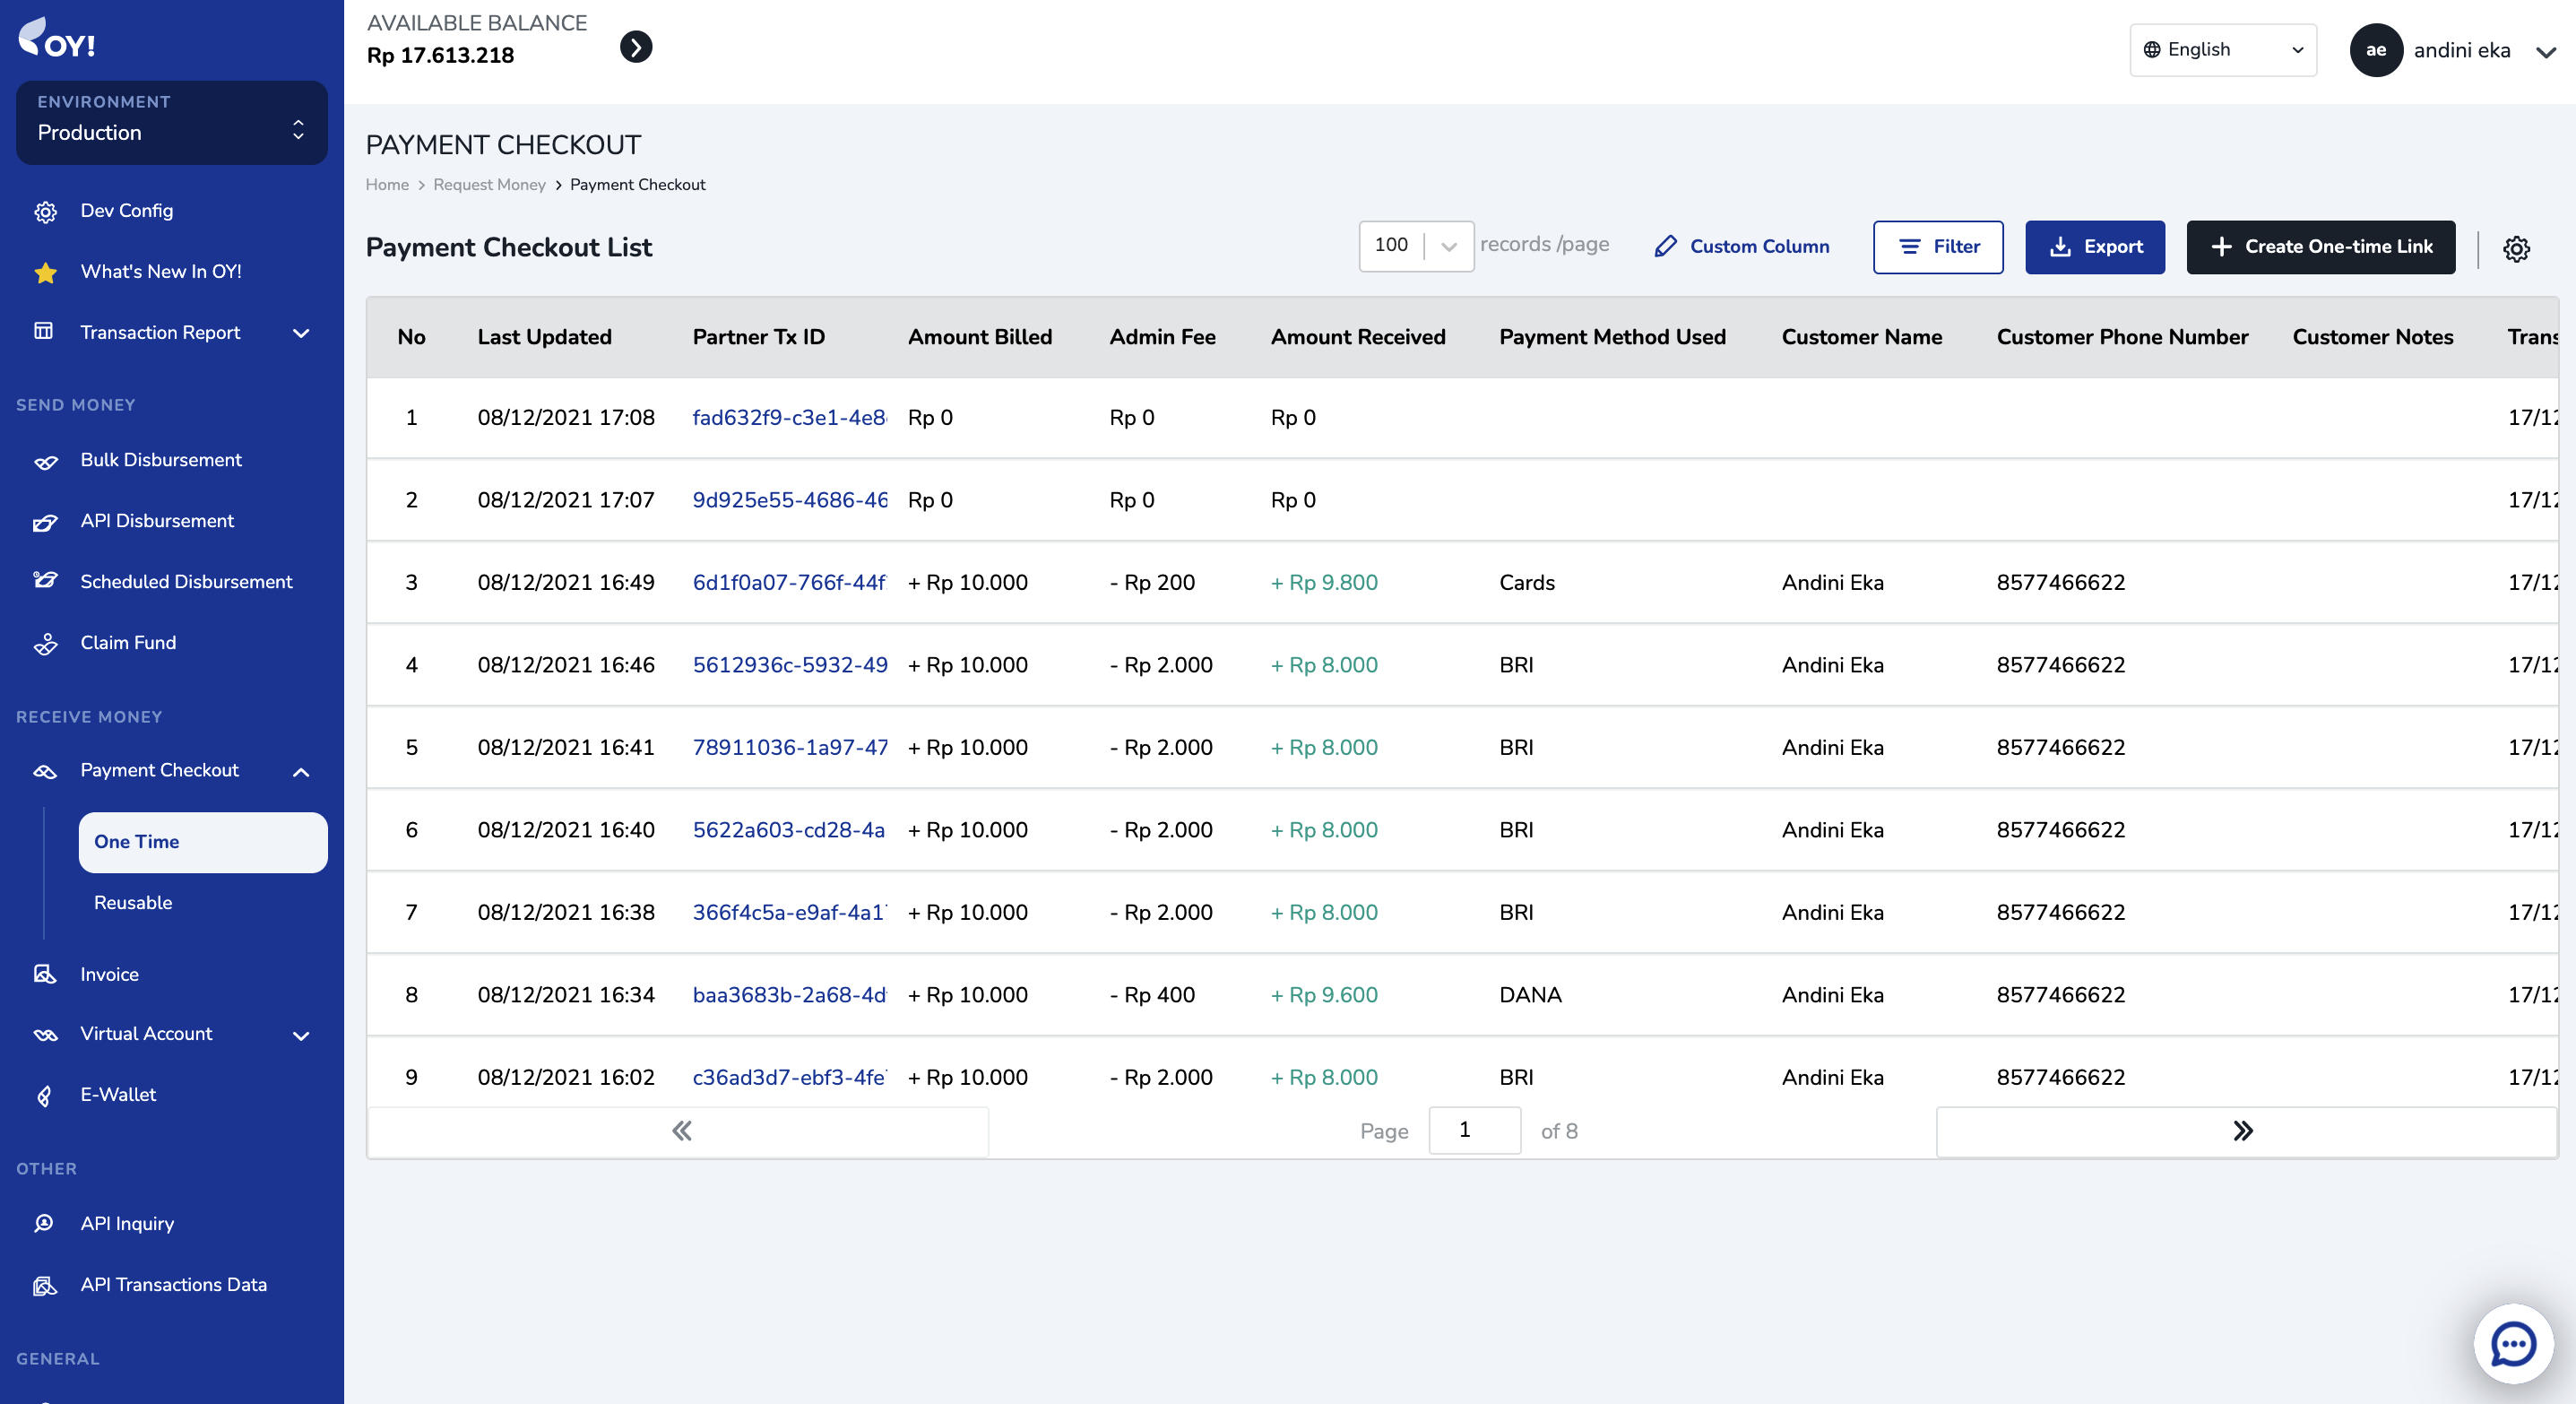 OY!
ENVIRONMENT
Production
Dev Config
What's New In OY!
Transaction Report
SEND MONEY
Bulk Disbursement
API Disbursement
Scheduled Disbursement
Claim Fund
RECEIVE MONEY
Payment Checkout
One Time
Reusable
Invoice
Virtual Account
E-Wallet
OTHER
API Inquiry
API Transactions Data
GENERAL
AVAILABLE BALANCE
Rp 17.613.218
English
ae andini eka
PAYMENT CHECKOUT
Home > Request Money > Payment Checkout
Payment Checkout List
100 records /page Custom Column Filter Export + Create One-time Link
No Last Updated Partner Tx ID Amount Billed Admin Fee Amount Received Payment Method Used Customer Name Customer Phone Number Customer Notes Trans
1 08/12/2021 17:08 fad632f9-c3e1-4e8 Rp 0 Rp 0 Rp 0 17/12
2 08/12/2021 17:07 9d925e55-4686-46 Rp 0 Rp 0 Rp 0 17/12
3 08/12/2021 16:49 6d1f0a07-766f-44f + Rp 10.000 - Rp 200 + Rp 9.800 Cards Andini Eka 8577466622 17/12
4 08/12/2021 16:46 5612936c-5932-49 + Rp 10.000 - Rp 2.000 + Rp 8.000 BRI Andini Eka 8577466622 17/12
5 08/12/2021 16:41 78911036-1a97-47 + Rp 10.000 - Rp 2.000 + Rp 8.000 BRI Andini Eka 8577466622 17/12
6 08/12/2021 16:40 5622a603-cd28-4a + Rp 10.000 - Rp 2.000 + Rp 8.000 BRI Andini Eka 8577466622 17/12
7 08/12/2021 16:38 366f4c5a-e9af-4a1 + Rp 10.000 - Rp 2.000 + Rp 8.000 BRI Andini Eka 8577466622 17/12
8 08/12/2021 16:34 baa3683b-2a68-4d + Rp 10.000 - Rp 400 + Rp 9.600 DANA Andini Eka 8577466622 17/12
9 08/12/2021 16:02 c36ad3d7-ebf3-4fe + Rp 10.000 - Rp 2.000 + Rp 8.000 BRI Andini Eka 8577466622 17/12
« Page 1 of 8 »